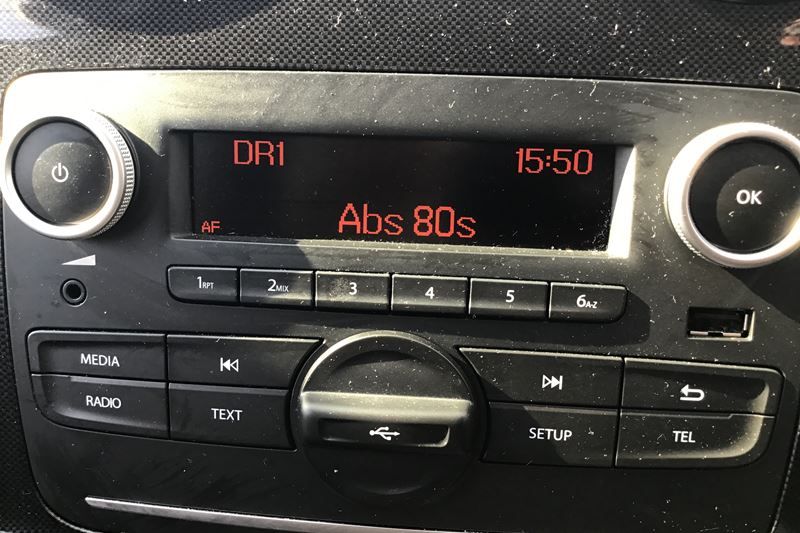 DR1 15:50
AF Abs 80s
OK
1RPT 2MIX 3 4 5 6A-Z
MEDIA
RADIO TEXT SETUP TEL